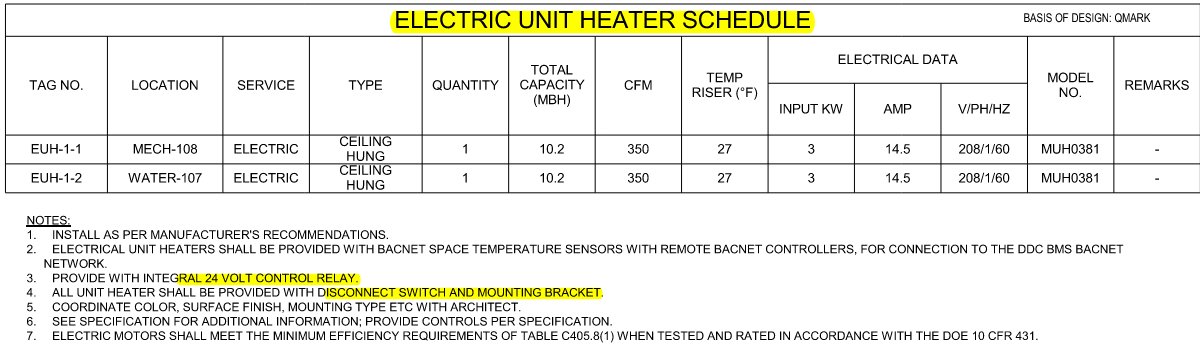 ELECTRIC UNIT HEATER SCHEDULE BASIS OF DESIGN: QMARK
TAG NO. LOCATION SERVICE TYPE QUANTITY TOTAL CAPACITY (MBH) CFM TEMP RISER (°F) ELECTRICAL DATA MODEL NO. REMARKS
INPUT KW AMP V/PH/HZ
EUH-1-1 MECH-108 ELECTRIC CEILING HUNG 1 10.2 350 27 3 14.5 208/1/60 MUH0381 -
EUH-1-2 WATER-107 ELECTRIC CEILING HUNG 1 10.2 350 27 3 14.5 208/1/60 MUH0381 -
NOTES:
1. INSTALL AS PER MANUFACTURER'S RECOMMENDATIONS.
2. ELECTRICAL UNIT HEATERS SHALL BE PROVIDED WITH BACNET SPACE TEMPERATURE SENSORS WITH REMOTE BACNET CONTROLLERS, FOR CONNECTION TO THE DDC BMS BACNET
NETWORK.
3. PROVIDE WITH INTEGRAL 24 VOLT CONTROL RELAY.
4. ALL UNIT HEATER SHALL BE PROVIDED WITH DISCONNECT SWITCH AND MOUNTING BRACKET.
5. COORDINATE COLOR, SURFACE FINISH, MOUNTING TYPE ETC WITH ARCHITECT.
6. SEE SPECIFICATION FOR ADDITIONAL INFORMATION; PROVIDE CONTROLS PER SPECIFICATION.
7. ELECTRIC MOTORS SHALL MEET THE MINIMUM EFFICIENCY REQUIREMENTS OF TABLE C405.8(1) WHEN TESTED AND RATED IN ACCORDANCE WITH THE DOE 10 CFR 431.